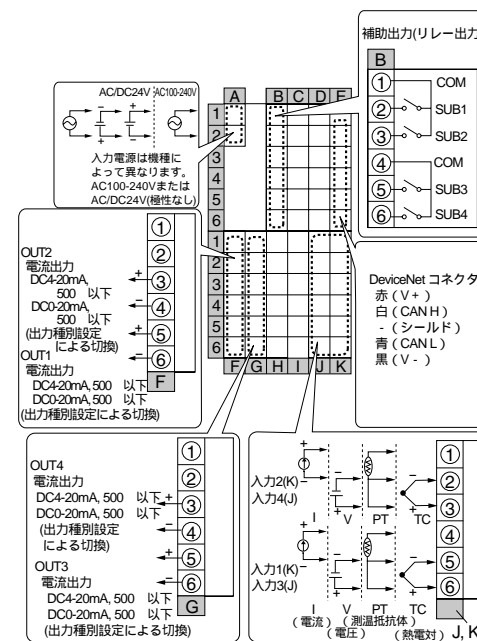 補助出力(リレー出力
B
① COM
② SUB1
③ SUB2
④ COM
⑤ SUB3
⑥ SUB4
AC/DC24V AC100-240V
入力電源は機種に
よって異なります。
AC100-240Vまたは
AC/DC24V(極性なし)
A B C D E
1
2
3
4
5
6
1
2
3
4
5
6
F G H I J K
①
②
③
④
⑤
⑥
F
OUT2
電流出力
DC4-20mA,
500 以下
DC0-20mA,
500 以下
(出力種別設定
による切換)
OUT1
電流出力
DC4-20mA, 500 以下
DC0-20mA, 500 以下
(出力種別設定による切換)
DeviceNet コネクタ
赤 ( V + )
白 ( CAN H )
- ( シールド )
青 ( CAN L )
黒 ( V - )
①
②
③
④
⑤
⑥
G
OUT4
電流出力
DC4-20mA, 500 以下
DC0-20mA, 500 以下
(出力種別設定
による切換)
OUT3
電流出力
DC4-20mA, 500 以下
DC0-20mA, 500 以下
(出力種別設定による切換)
入力2(K)
入力4(J)
I V PT TC
入力1(K)
入力3(J)
I V PT TC
(電流) (測温抵抗体)
(電圧) (熱電対)
①
②
③
④
⑤
⑥
J, K